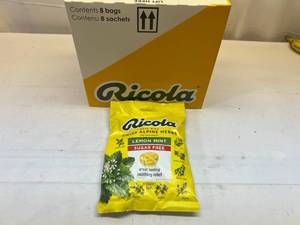 Contents 8 bags
Contenu 8 sachets
Ricola
Ricola
SWISS ALPINE HERBS
LEMON MINT
SUGAR FREE
great tasting
soothing relief